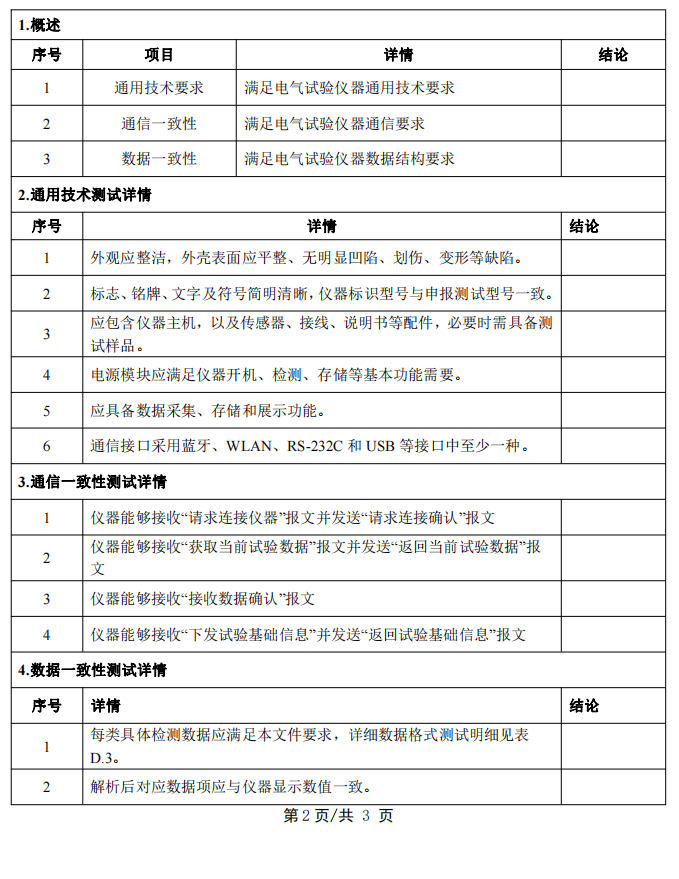 1.概述
序号 项目 详情 结论
1 通用技术要求 满足电气试验仪器通用技术要求
2 通信一致性 满足电气试验仪器通信要求
3 数据一致性 满足电气试验仪器数据结构要求
2.通用技术测试详情
序号 详情 结论
1 外观应整洁，外壳表面应平整、无明显凹陷、划伤、变形等缺陷。
2 标志、铭牌、文字及符号简明清晰，仪器标识型号与申报测试型号一致。
3 应包含仪器主机，以及传感器、接线、说明书等配件，必要时需具备测
试样品。
4 电源模块应满足仪器开机、检测、存储等基本功能需要。
5 应具备数据采集、存储和展示功能。
6 通信接口采用蓝牙、WLAN、RS-232C 和 USB 等接口中至少一种。
3.通信一致性测试详情
1 仪器能够接收“请求连接仪器”报文并发送“请求连接确认”报文
2 仪器能够接收“获取当前试验数据”报文并发送“返回当前试验数据”报
文
3 仪器能够接收“接收数据确认”报文
4 仪器能够接收“下发试验基础信息”并发送“返回试验基础信息”报文
4.数据一致性测试详情
序号 详情 结论
1 每类具体检测数据应满足本文件要求，详细数据格式测试明细见表
D.3。
2 解析后对应数据项应与仪器显示数值一致。
第 2 页/共 3 页